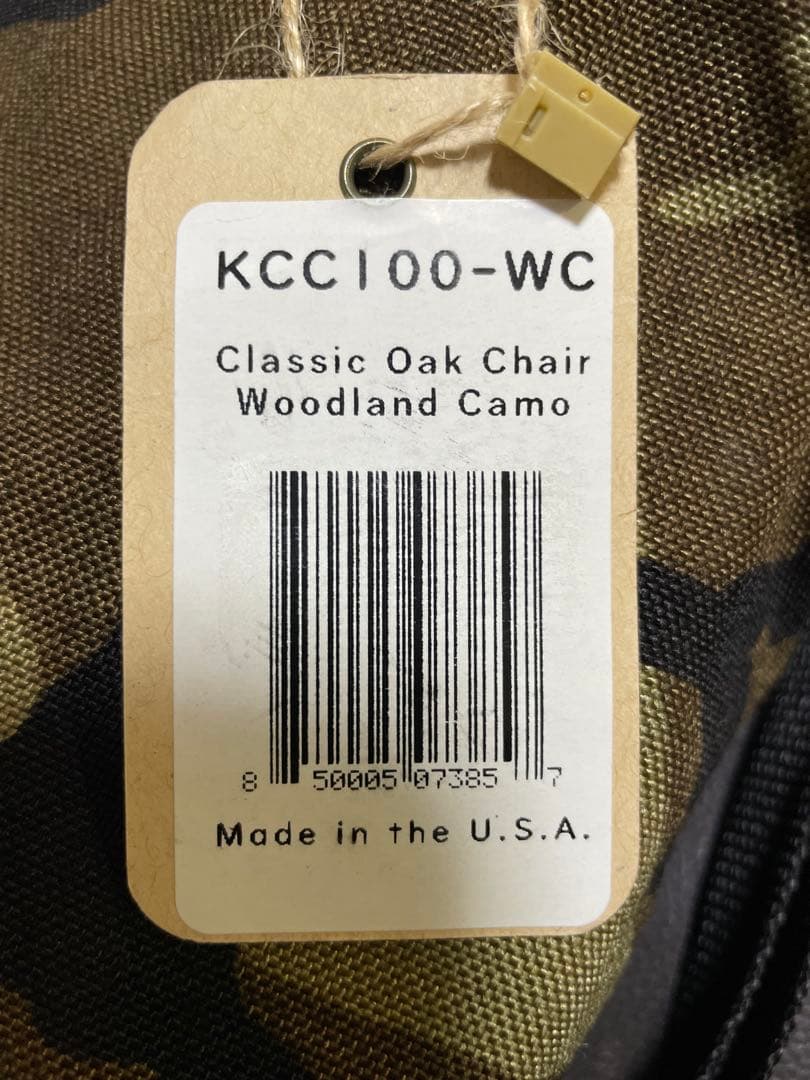 KCC100-WC
Classic Oak Chair
Woodland Camo
8 50005 07385 7
Made in the U.S.A.